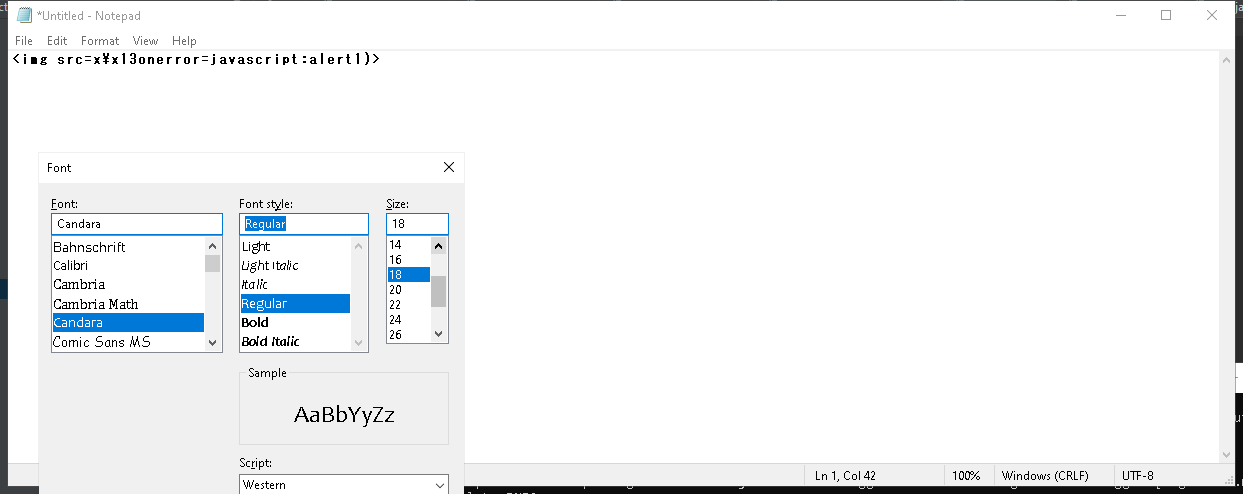 *Untitled - Notepad
File Edit Format View Help
<img src=x¥x13onerror=javascript:alert1)>
Font
Font: Font style: Size:
Candara Regular 18
Bahnschrift Light 14
Calibri Light Italic 16
Cambria Italic 18
Cambria Math Regular 20
Candara Bold 22
Comic Sans MS Bold Italic 24
26
Sample
AaBbYyZz
Script:
Western
Ln 1, Col 42 100% Windows (CRLF) UTF-8